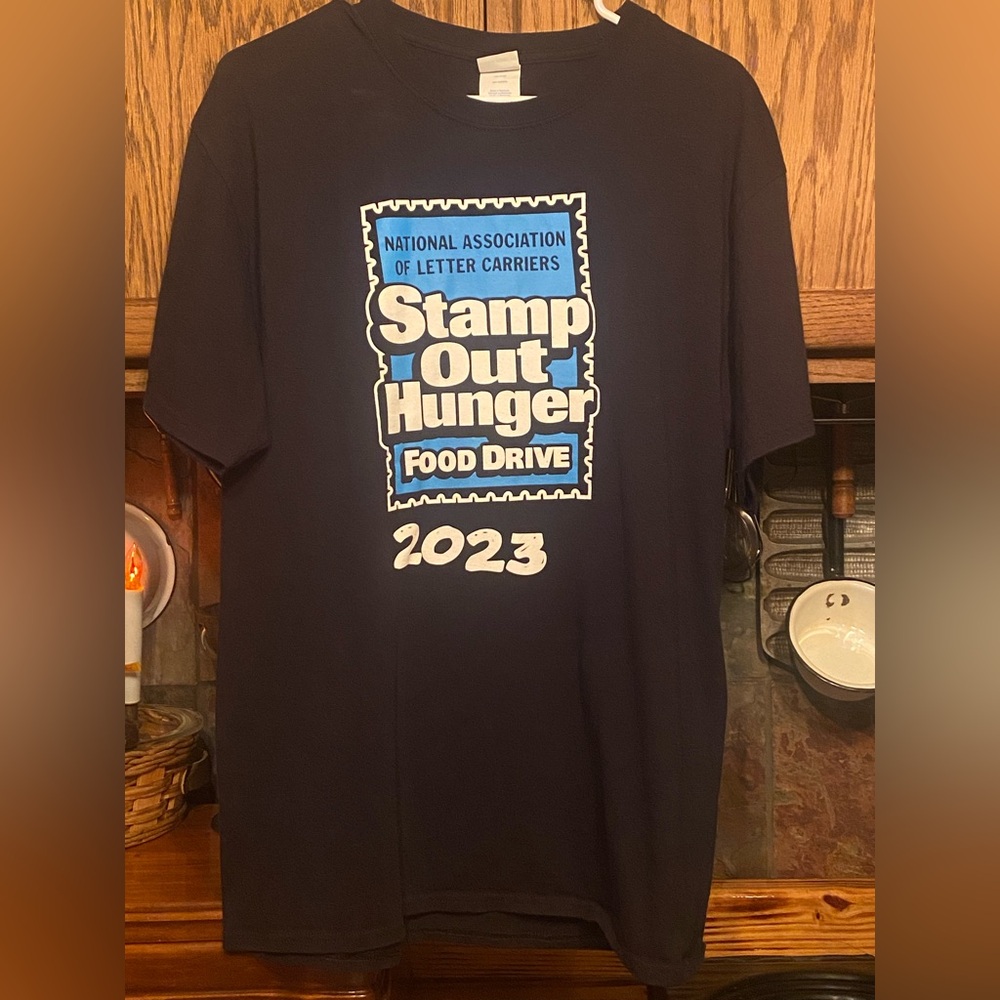 NATIONAL ASSOCIATION
OF LETTER CARRIERS
Stamp
Out
Hunger
FOOD DRIVE
2023